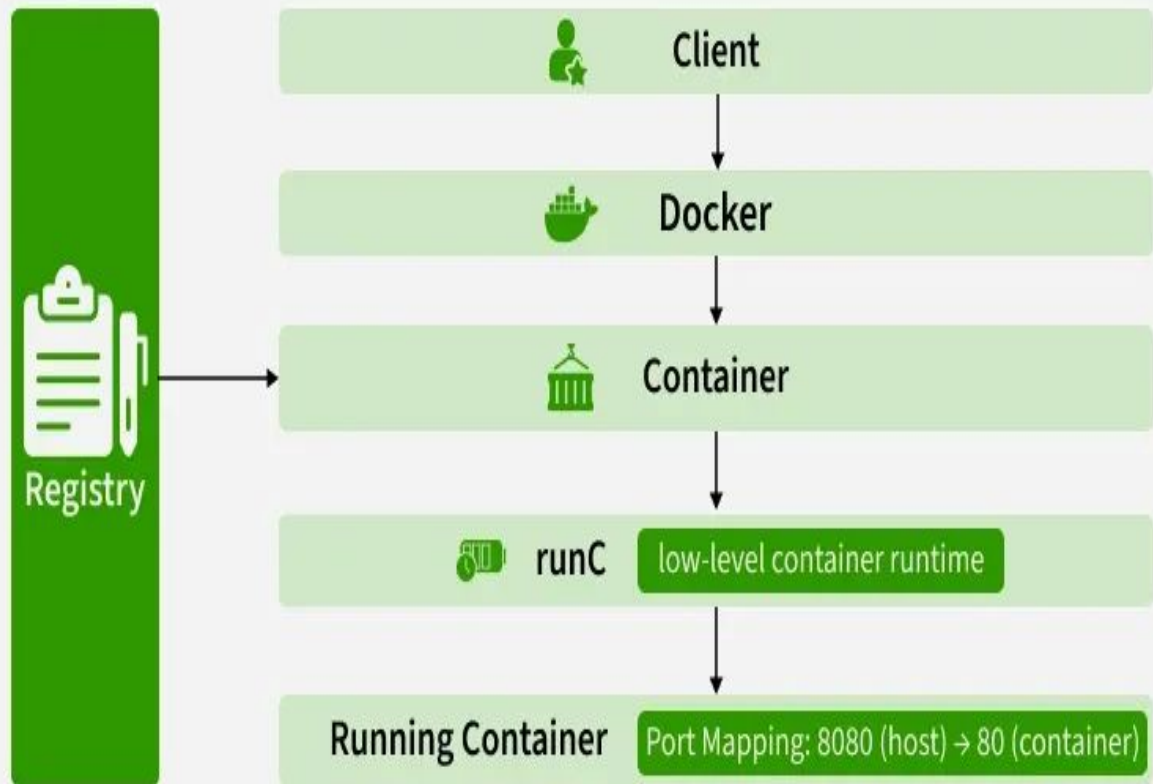 Client
Docker
Container
Registry
runC low-level container runtime
Running Container Port Mapping: 8080 (host) → 80 (container)